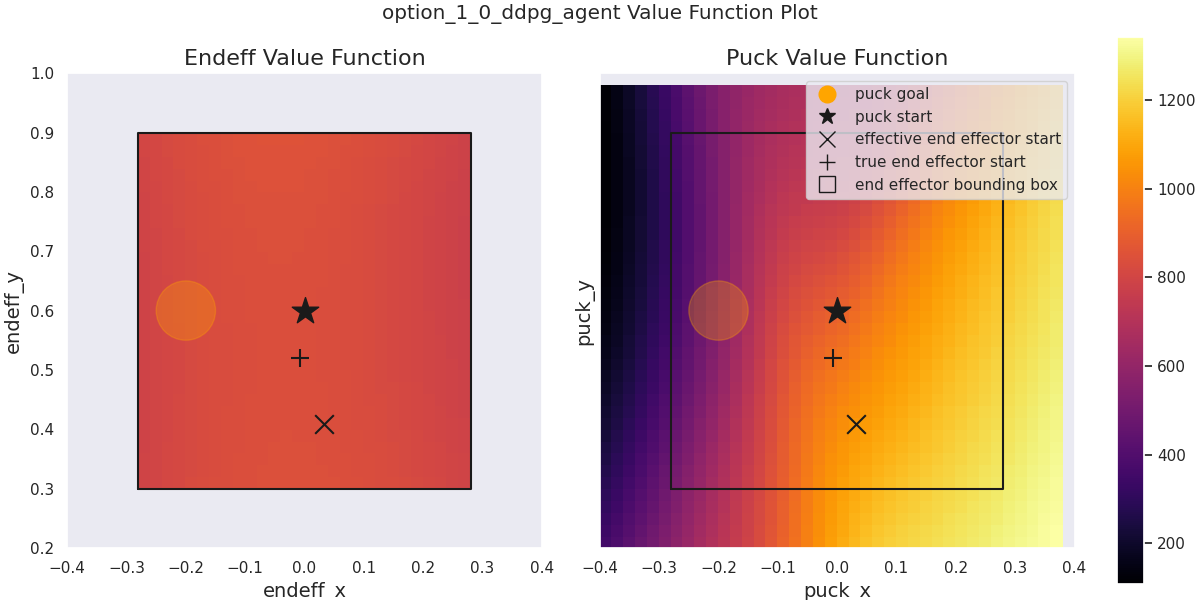 option_1_0_ddpg_agent Value Function Plot
Endeff Value Function
Puck Value Function
puck goal
puck start
effective end effector start
true end effector start
end effector bounding box
endeff_y
1.0
0.9
0.8
0.7
0.6
0.5
0.4
0.3
0.2
−0.4
−0.3
−0.2
−0.1
0.0
0.1
0.2
0.3
0.4
endeff_x
puck_y
−0.4
−0.3
−0.2
−0.1
0.0
0.1
0.2
0.3
0.4
puck_x
1200
1000
800
600
400
200